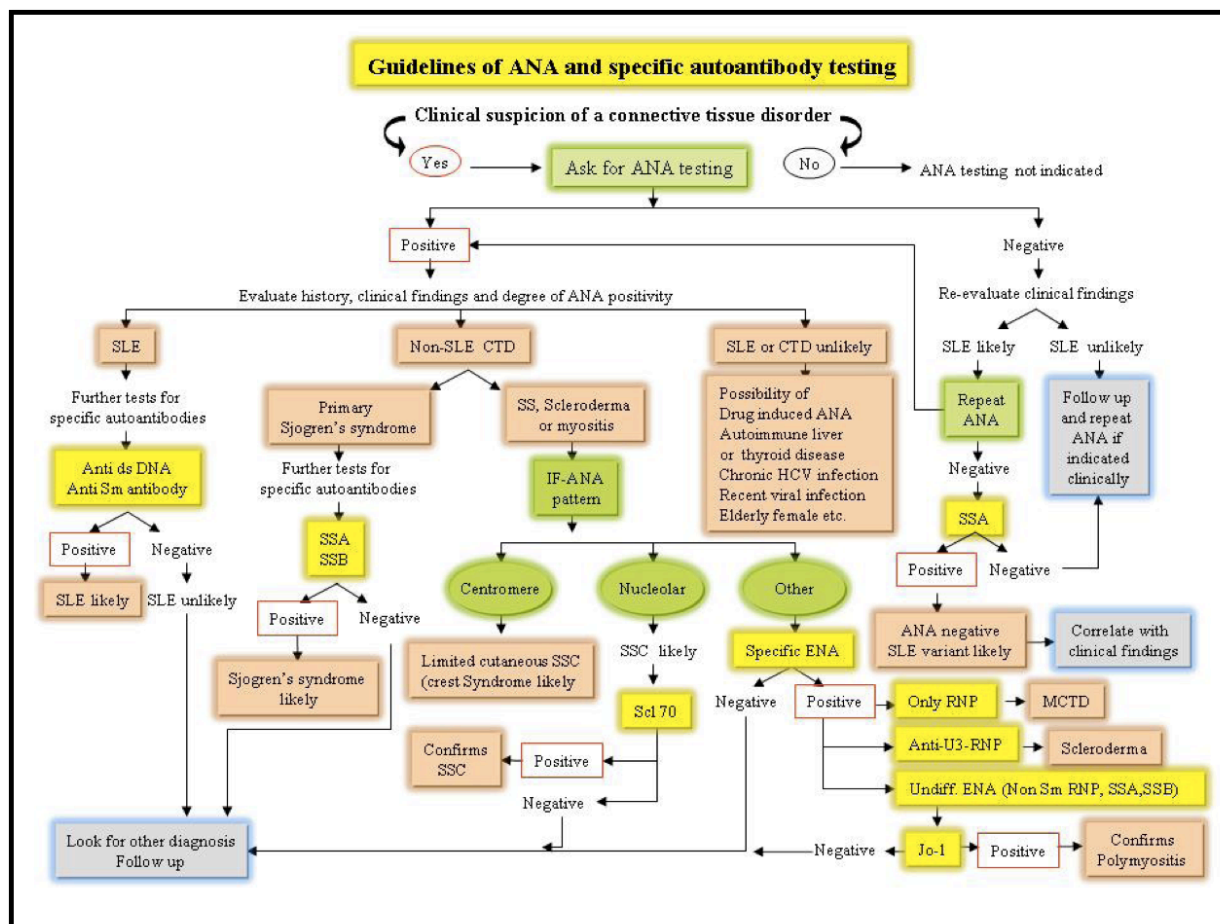 Guidelines of ANA and specific autoantibody testing
Clinical suspicion of a connective tissue disorder
Yes
Ask for ANA testing
No
ANA testing not indicated
Positive
Negative
Evaluate history, clinical findings and degree of ANA positivity
Re-evaluate clinical findings
SLE
Non-SLE CTD
SLE or CTD unlikely
SLE likely
SLE unlikely
Further tests for
specific autoantibodies
Primary
Sjogren's syndrome
SS, Scleroderma
or myositis
Possibility of
Drug induced ANA
Autoimmune liver
or thyroid disease
Chronic HCV infection
Recent viral infection
Elderly female etc.
Repeat
ANA
Follow up
and repeat
ANA if
indicated
clinically
Anti ds DNA
Anti Sm antibody
Further tests for
specific autoantibodies
IF-ANA
pattern
Negative
SSA
Positive
Negative
SSA
SSB
Positive
Negative
SLE likely
SLE unlikely
Centromere
Nucleolar
Other
Positive
Negative
ANA negative
SLE variant likely
Correlate with
clinical findings
Sjogren's syndrome
likely
Limited cutaneous SSC
(crest Syndrome likely
SSC likely
Specific ENA
Scl 70
Negative
Positive
Only RNP
MCTD
Confirms
SSC
Positive
Anti-U3-RNP
Scleroderma
Negative
Undiff. ENA (Non Sm RNP, SSA,SSB)
Look for other diagnosis
Follow up
Negative
Jo-1
Positive
Confirms
Polymyositis